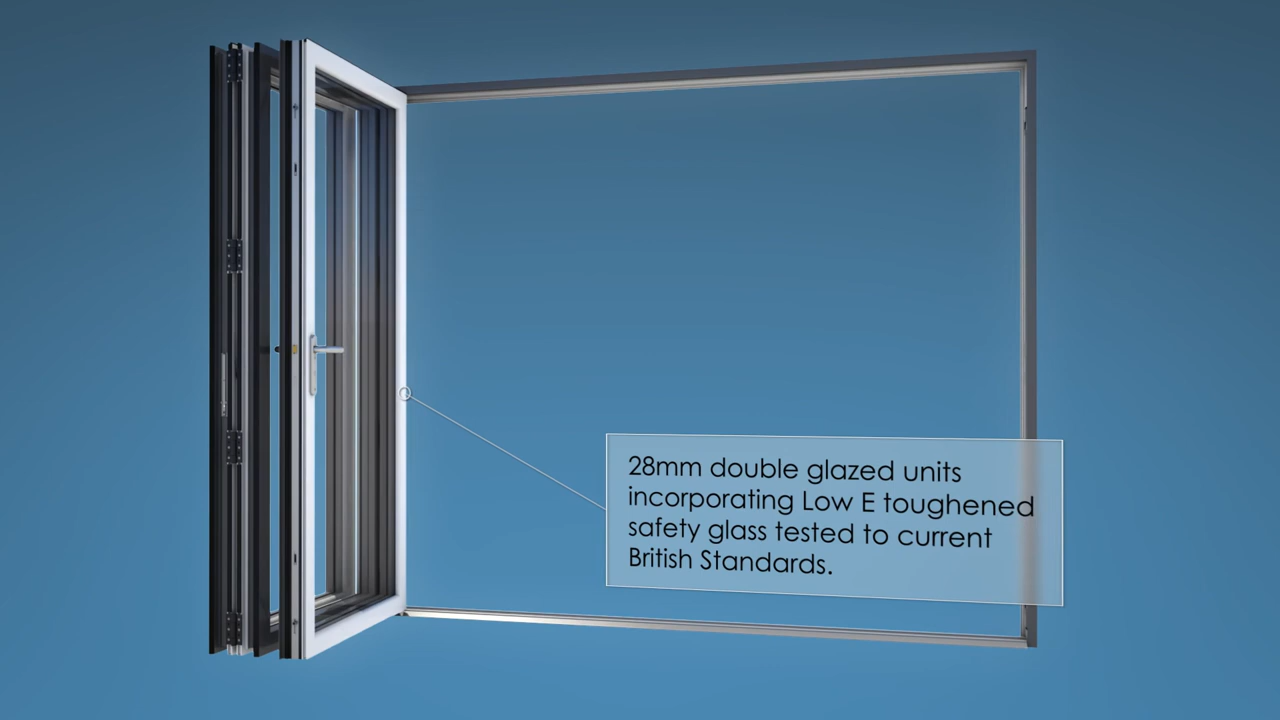 28mm double glazed units
incorporating Low E toughened
safety glass tested to current
British Standards.